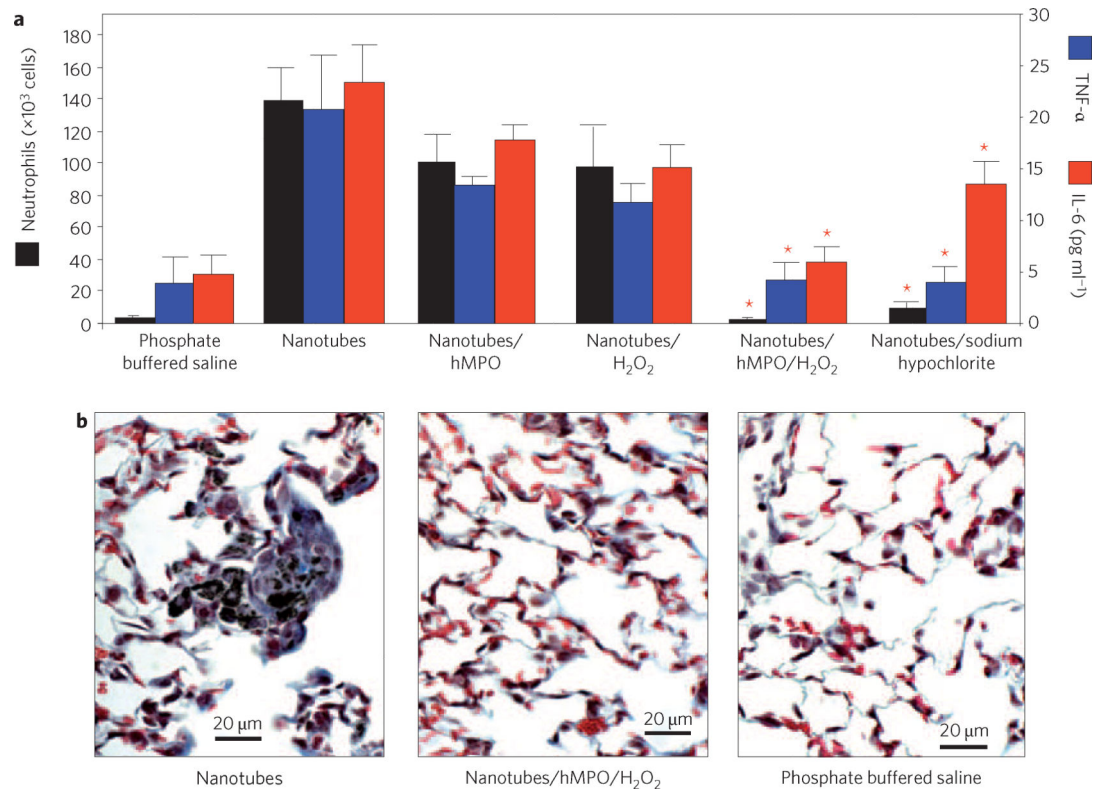 a
Neutrophils (×10³ cells)
180
160
140
120
100
80
60
40
20
0
30
25
20
15
10
5
0
TNF-α
IL-6 (pg ml⁻¹)
*
*
*
*
*
*
Phosphate
buffered saline
Nanotubes
Nanotubes/
hMPO
Nanotubes/
H₂O₂
Nanotubes/
hMPO/H₂O₂
Nanotubes/sodium
hypochlorite
b
20 µm
20 µm
20 µm
Nanotubes
Nanotubes/hMPO/H₂O₂
Phosphate buffered saline